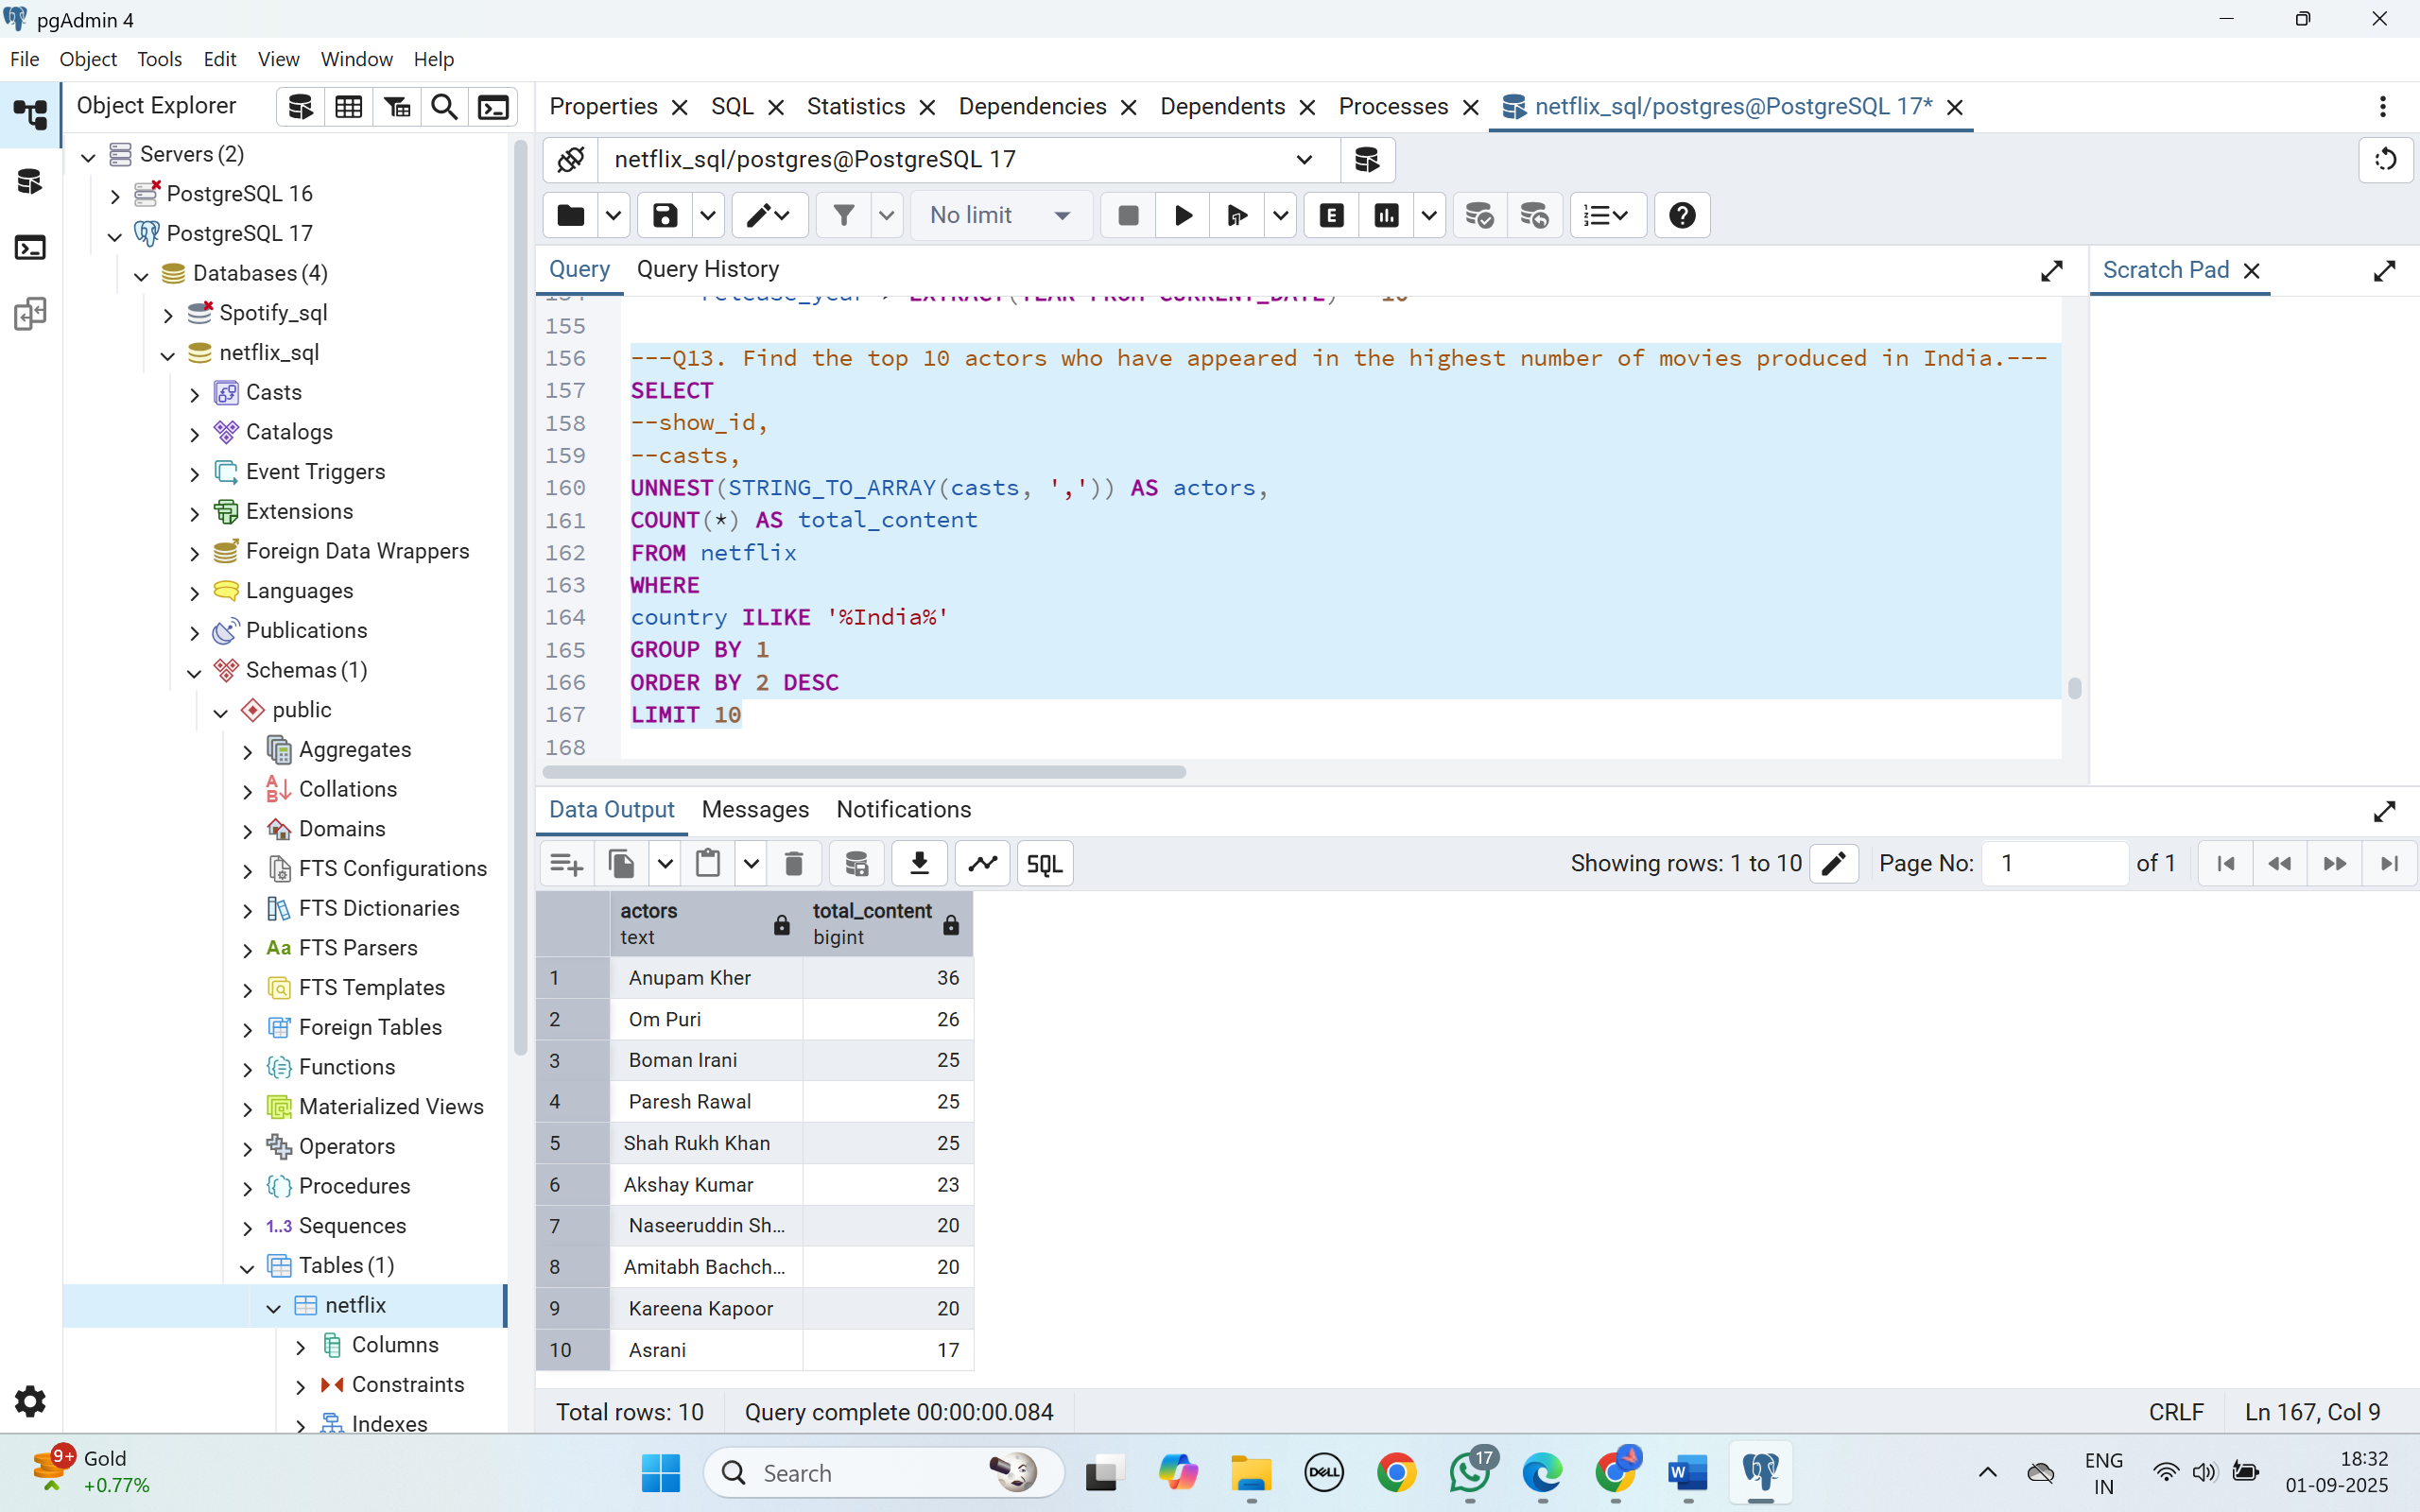 pgAdmin 4
File Object Tools Edit View Window Help
Object Explorer
Properties SQL Statistics Dependencies Dependents Processes netflix_sql/postgres@PostgreSQL 17*
Servers (2)
PostgreSQL 16
PostgreSQL 17
Databases (4)
Spotify_sql
netflix_sql
Casts
Catalogs
Event Triggers
Extensions
Foreign Data Wrappers
Languages
Publications
Schemas (1)
public
Aggregates
Collations
Domains
FTS Configurations
FTS Dictionaries
Aa FTS Parsers
FTS Templates
Foreign Tables
Functions
Materialized Views
Operators
Procedures
1..3 Sequences
Tables (1)
netflix
Columns
Constraints
Indexes
netflix_sql/postgres@PostgreSQL 17
No limit
E
Query Query History
Scratch Pad
154 release_year > EXTRACT(YEAR FROM CURRENT_DATE) - 10
155
156 ---Q13. Find the top 10 actors who have appeared in the highest number of movies produced in India.---
157 SELECT
158 --show_id,
159 --casts,
160 UNNEST(STRING_TO_ARRAY(casts, ',')) AS actors,
161 COUNT(*) AS total_content
162 FROM netflix
163 WHERE
164 country ILIKE '%India%'
165 GROUP BY 1
166 ORDER BY 2 DESC
167 LIMIT 10
168
Data Output Messages Notifications
SQL
Showing rows: 1 to 10 Page No: 1 of 1
actors total_content
text bigint
1 Anupam Kher 36
2 Om Puri 26
3 Boman Irani 25
4 Paresh Rawal 25
5 Shah Rukh Khan 25
6 Akshay Kumar 23
7 Naseeruddin Sh... 20
8 Amitabh Bachch... 20
9 Kareena Kapoor 20
10 Asrani 17
Total rows: 10 Query complete 00:00:00.084 CRLF Ln 167, Col 9
9+ Gold
+0.77%
Search
DELL
17
W
ENG
IN
18:32
01-09-2025